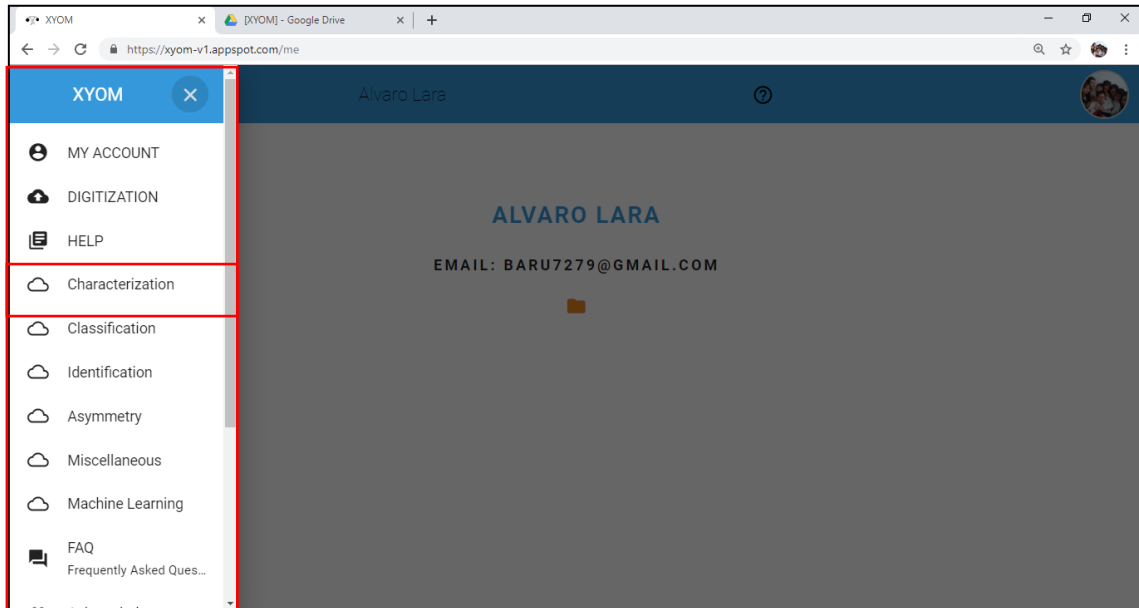 XYOM
[XYOM] - Google Drive
https://xyom-v1.appspot.com/me
XYOM
Alvaro Lara
MY ACCOUNT
DIGITIZATION
HELP
Characterization
Classification
Identification
Asymmetry
Miscellaneous
Machine Learning
FAQ
Frequently Asked Ques...
ALVARO LARA
EMAIL: BARU7279@GMAIL.COM